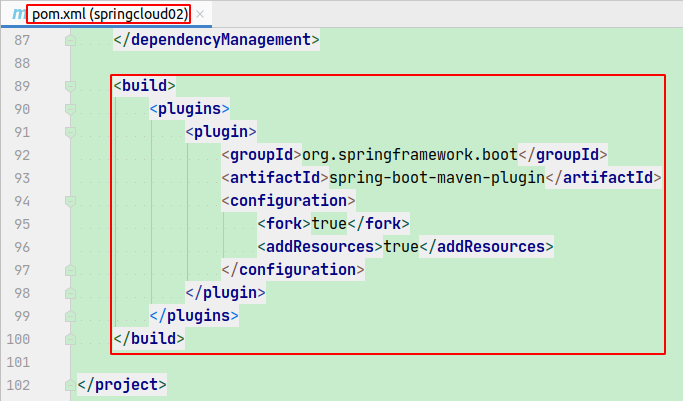 pom.xml (springcloud02)
87 </dependencyManagement>
88
89 <build>
90 <plugins>
91 <plugin>
92 <groupId>org.springframework.boot</groupId>
93 <artifactId>spring-boot-maven-plugin</artifactId>
94 <configuration>
95 <fork>true</fork>
96 <addResources>true</addResources>
97 </configuration>
98 </plugin>
99 </plugins>
100 </build>
101
102 </project>